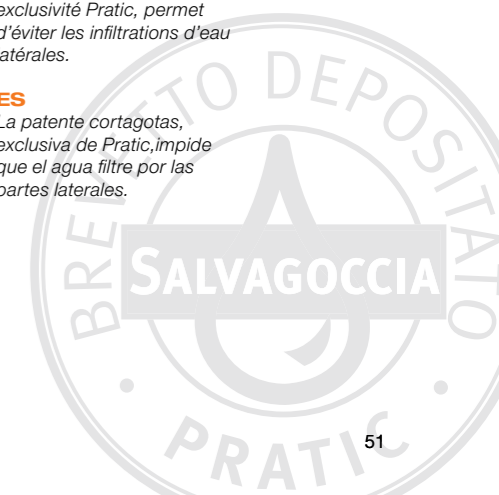 exclusivité Pratic, permet
d'éviter les infiltrations d'eau
latérales.
ES
La patente cortagotas,
exclusiva de Pratic,impide
que el agua filtre por las
partes laterales.
BREVETTO DEPOSITATO
SALVAGOCCIA
PRATIC
51